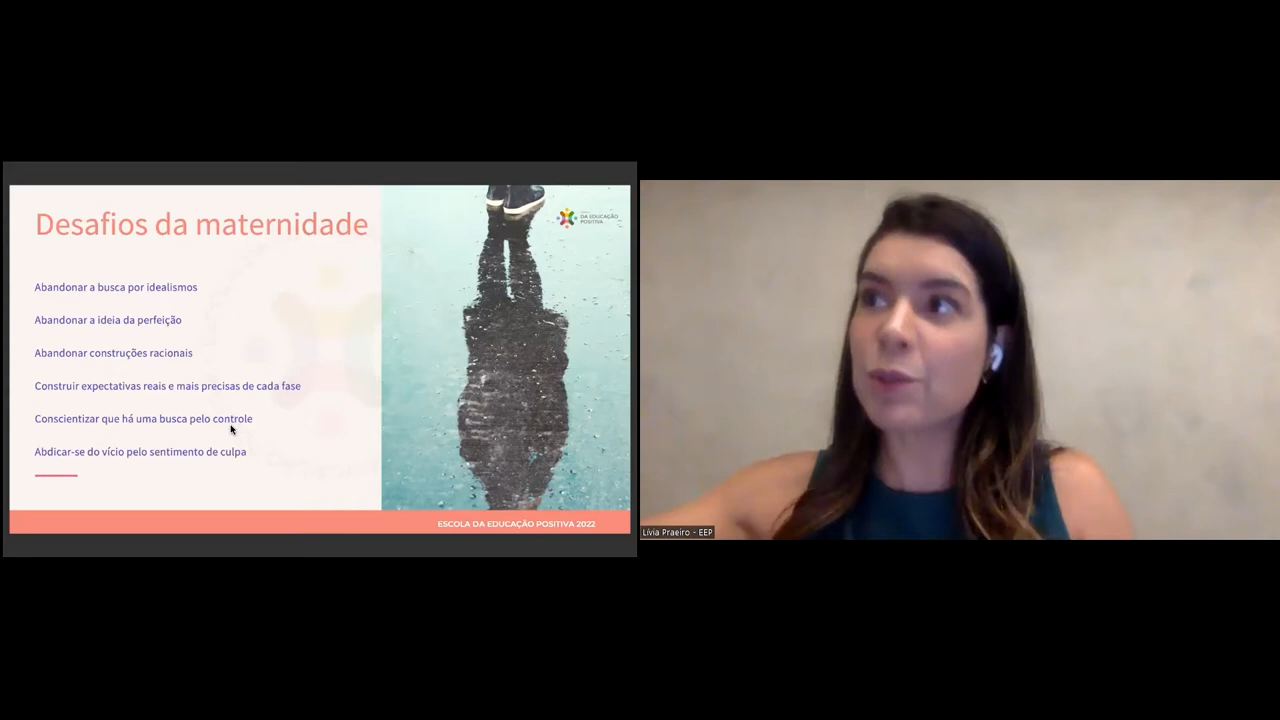 Desafios da maternidade
DA EDUCAÇÃO
POSITIVA
Abandonar a busca por idealismos
Abandonar a ideia da perfeição
Abandonar construções racionais
Construir expectativas reais e mais precisas de cada fase
Conscientizar que há uma busca pelo controle
Abdicar-se do vício pelo sentimento de culpa
ESCOLA DA EDUCAÇÃO POSITIVA 2022
Lívia Praeiro - EEP